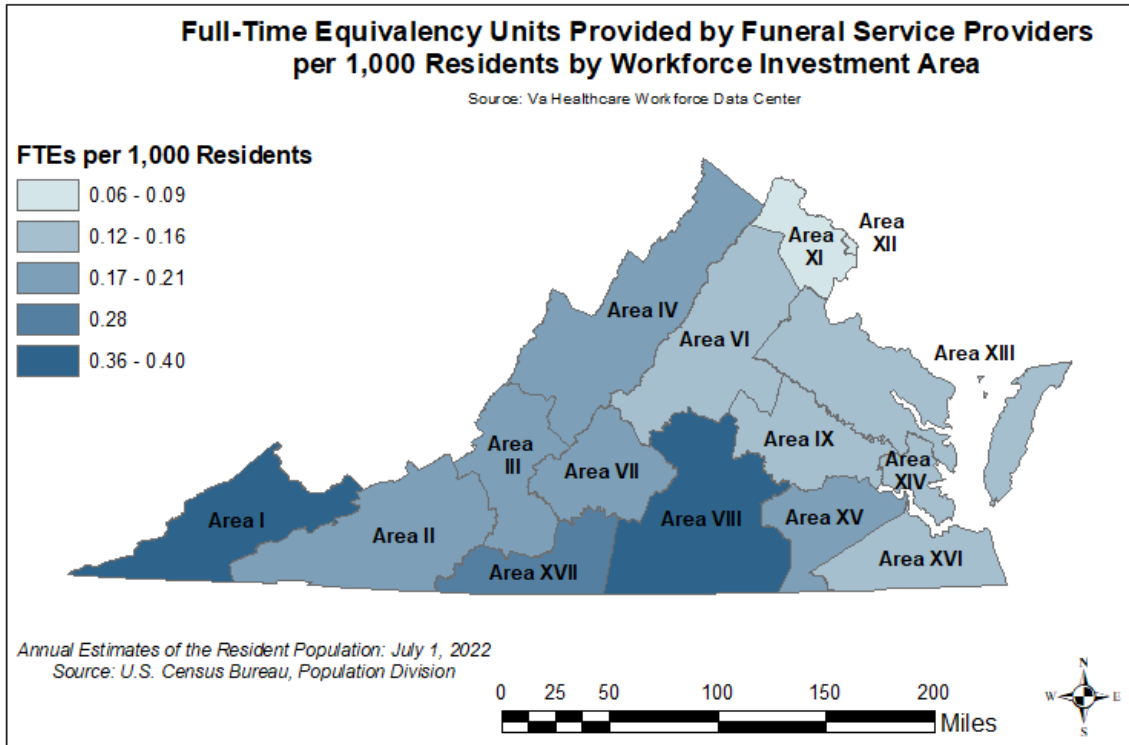 Full-Time Equivalency Units Provided by Funeral Service Providers
per 1,000 Residents by Workforce Investment Area
Source: Va Healthcare Workforce Data Center
FTEs per 1,000 Residents
0.06 - 0.09
0.12 - 0.16
0.17 - 0.21
0.28
0.36 - 0.40
Area
XII
Area
XI
Area IV
Area VI
Area XIII
Area
III
Area IX
Area VII
Area
XIV
Area I
Area VIII
Area XV
Area II
Area XVI
Area XVII
Annual Estimates of the Resident Population: July 1, 2022
Source: U.S. Census Bureau, Population Division
0 25 50 100 150 200
Miles
N
W E
S